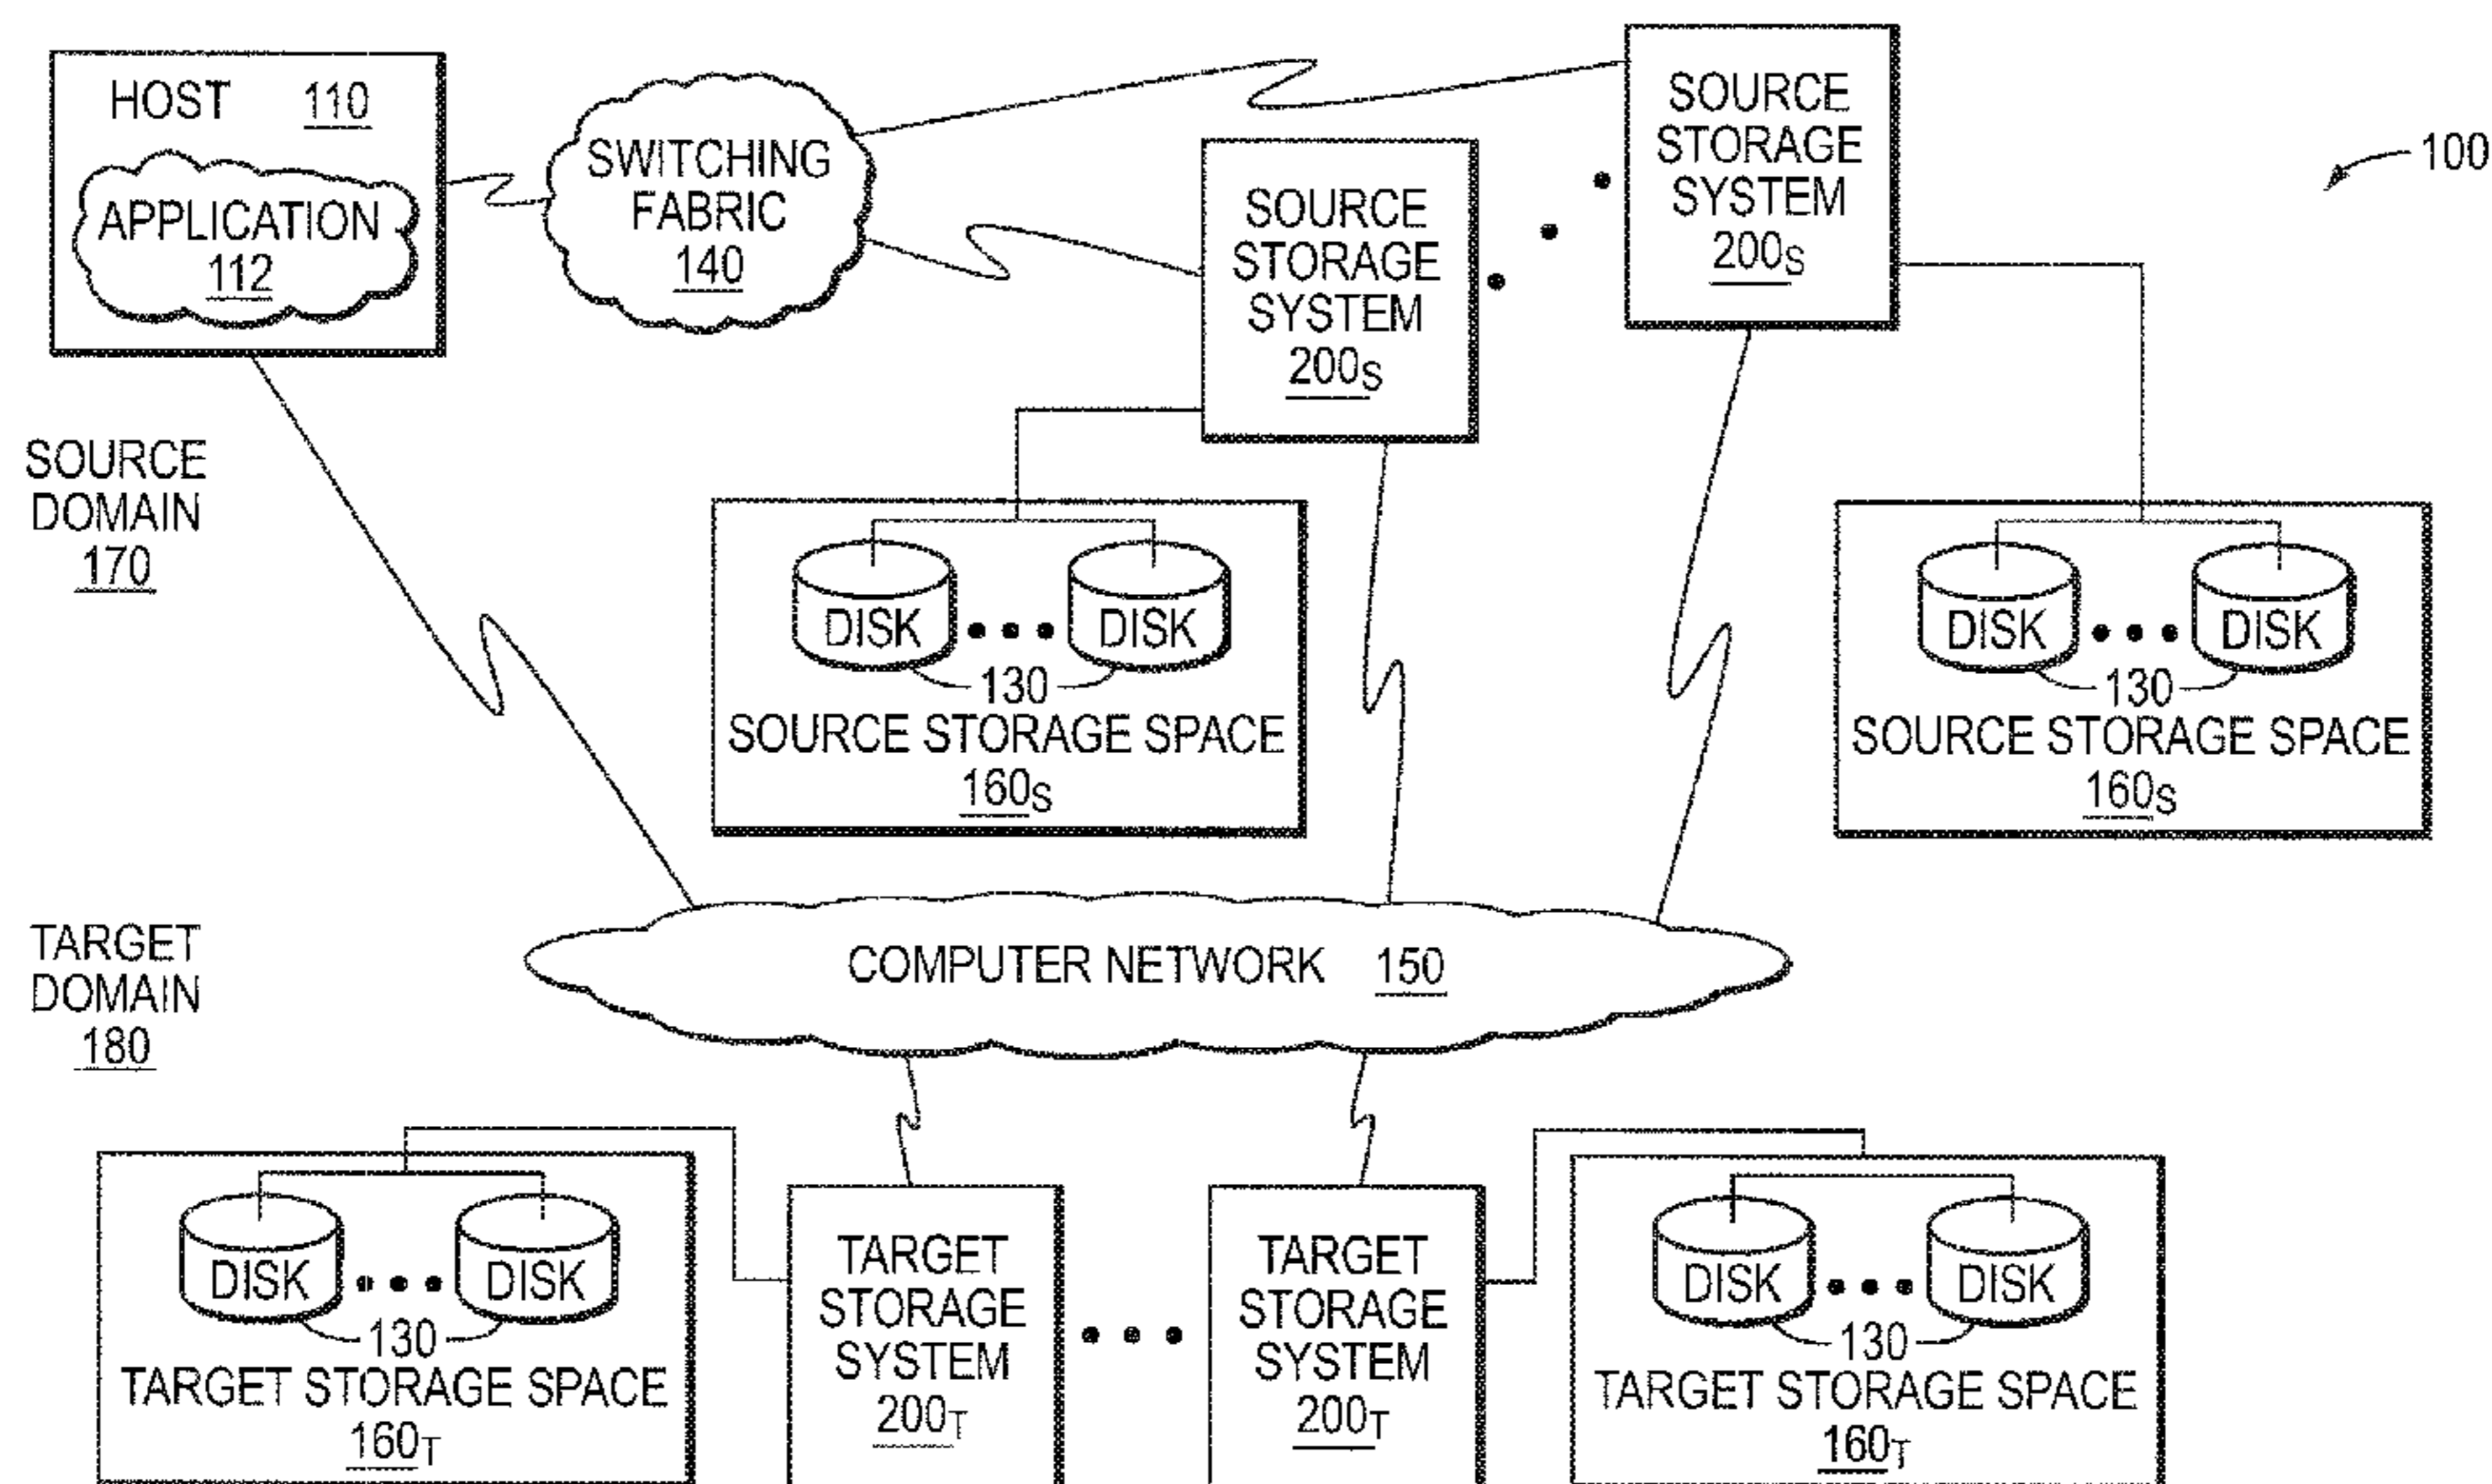 HOST 110
APPLICATION
112
SWITCHING
FABRIC
140
SOURCE
STORAGE
SYSTEM
200S
SOURCE
STORAGE
SYSTEM
200S
100
SOURCE
DOMAIN
170
DISK
DISK
130
SOURCE STORAGE SPACE
160S
DISK
DISK
130
SOURCE STORAGE SPACE
160S
TARGET
DOMAIN
180
COMPUTER NETWORK 150
DISK
DISK
130
TARGET STORAGE SPACE
160T
TARGET
STORAGE
SYSTEM
200T
TARGET
STORAGE
SYSTEM
200T
DISK
DISK
130
TARGET STORAGE SPACE
160T